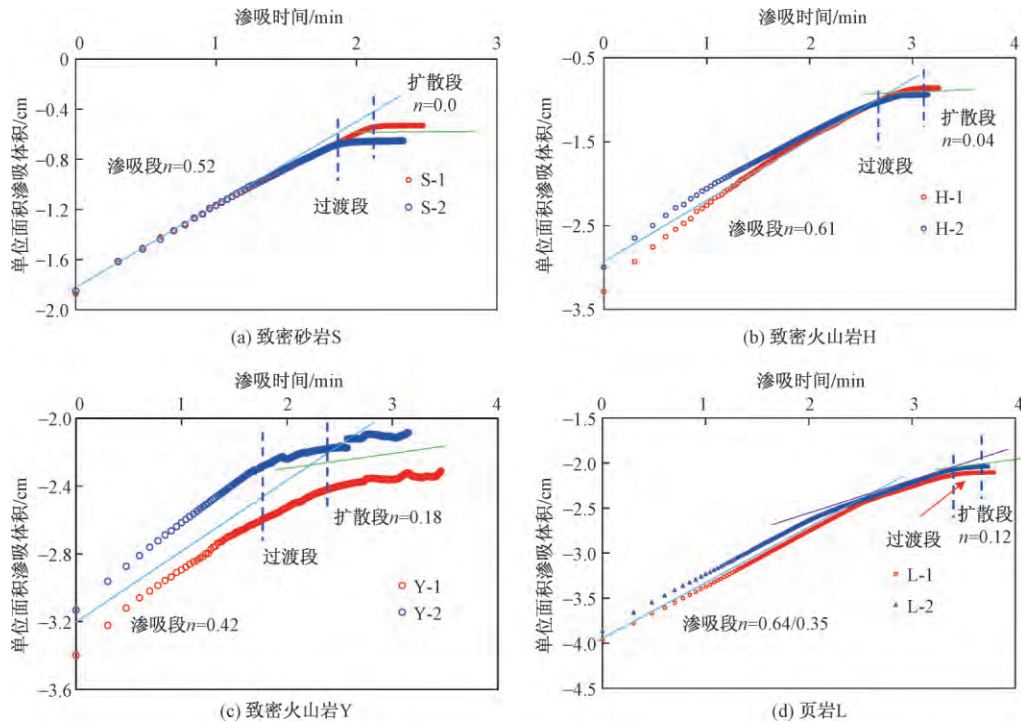 渗吸时间/min
0 1 2 3
0
−0.4
−0.8
−1.2
−1.6
−2.0
单位面积渗吸体积/cm
扩散段
n=0.0
渗吸段n=0.52
过渡段
S-1
S-2
(a) 致密砂岩S
渗吸时间/min
0 1 2 3 4
−0.5
−1.5
−2.5
−3.5
单位面积渗吸体积/cm
扩散段
n=0.04
过渡段
渗吸段n=0.61
H-1
H-2
(b) 致密火山岩H
渗吸时间/min
0 1 2 3 4
−2.0
−2.4
−2.8
−3.2
−3.6
单位面积渗吸体积/cm
扩散段n=0.18
过渡段
渗吸段n=0.42
Y-1
Y-2
(c) 致密火山岩Y
渗吸时间/min
0 1 2 3 4
−1.5
−2.0
−2.5
−3.0
−3.5
−4.0
−4.5
单位面积渗吸体积/cm
扩散段
n=0.12
过渡段
渗吸段n=0.64/0.35
L-1
L-2
(d) 页岩L